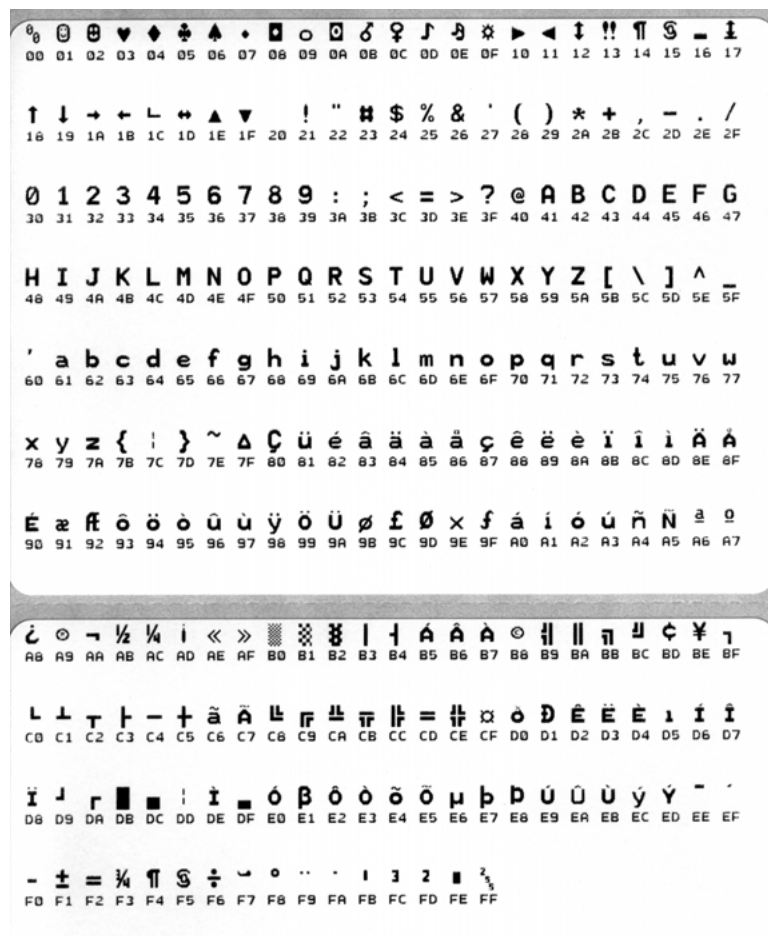 ⁰₀ ☺ ☻ ♥ ♦ ♣ ♠ • ◘ ○ ◙ ♂ ♀ ♪ ♫ ☼ ► ◄ ↕ ‼ ¶ § ▬ ↨
00 01 02 03 04 05 06 07 08 09 0A 0B 0C 0D 0E 0F 10 11 12 13 14 15 16 17
↑ ↓ → ← ∟ ↔ ▲ ▼ ! " # $ % & ' ( ) * + , - . /
18 19 1A 1B 1C 1D 1E 1F 20 21 22 23 24 25 26 27 28 29 2A 2B 2C 2D 2E 2F
0 1 2 3 4 5 6 7 8 9 : ; < = > ? @ A B C D E F G
30 31 32 33 34 35 36 37 38 39 3A 3B 3C 3D 3E 3F 40 41 42 43 44 45 46 47
H I J K L M N O P Q R S T U V W X Y Z [ \ ] ^ _
48 49 4A 4B 4C 4D 4E 4F 50 51 52 53 54 55 56 57 58 59 5A 5B 5C 5D 5E 5F
' a b c d e f g h i j k l m n o p q r s t u v w
60 61 62 63 64 65 66 67 68 69 6A 6B 6C 6D 6E 6F 70 71 72 73 74 75 76 77
x y z { ¦ } ~ ∆ Ç ü é â ä à å ç ê ë è ï î ì Ä Å
78 79 7A 7B 7C 7D 7E 7F 80 81 82 83 84 85 86 87 88 89 8A 8B 8C 8D 8E 8F
É æ Æ ô ö ò û ù ÿ Ö Ü ø £ Ø × ƒ á í ó ú ñ Ñ ª º
90 91 92 93 94 95 96 97 98 99 9A 9B 9C 9D 9E 9F A0 A1 A2 A3 A4 A5 A6 A7
¿ ® ¬ ½ ¼ ¡ « » ░ ▒ ▓ │ ┤ Á Â À © ╣ ║ ╗ ╝ ¢ ¥ ┐
A8 A9 AA AB AC AD AE AF B0 B1 B2 B3 B4 B5 B6 B7 B8 B9 BA BB BC BD BE BF
└ ┴ ┬ ├ ─ ┼ ã Ã ╚ ╔ ╩ ╦ ╠ ═ ╬ ¤ ð Ð Ê Ë È ı Í Î
C0 C1 C2 C3 C4 C5 C6 C7 C8 C9 CA CB CC CD CE CF D0 D1 D2 D3 D4 D5 D6 D7
Ï ┘ ┌ █ ▄ ¦ Ì ▬ Ó β Ô Ò õ Õ µ þ Þ Ú Û Ù ý Ý ¯ ´
D8 D9 DA DB DC DD DE DF E0 E1 E2 E3 E4 E5 E6 E7 E8 E9 EA EB EC ED EE EF
- ± = ¾ ¶ § ÷ ¸ ° ¨ · ı 3 2 ■ ²₅₅
F0 F1 F2 F3 F4 F5 F6 F7 F8 F9 FA FB FC FD FE FF